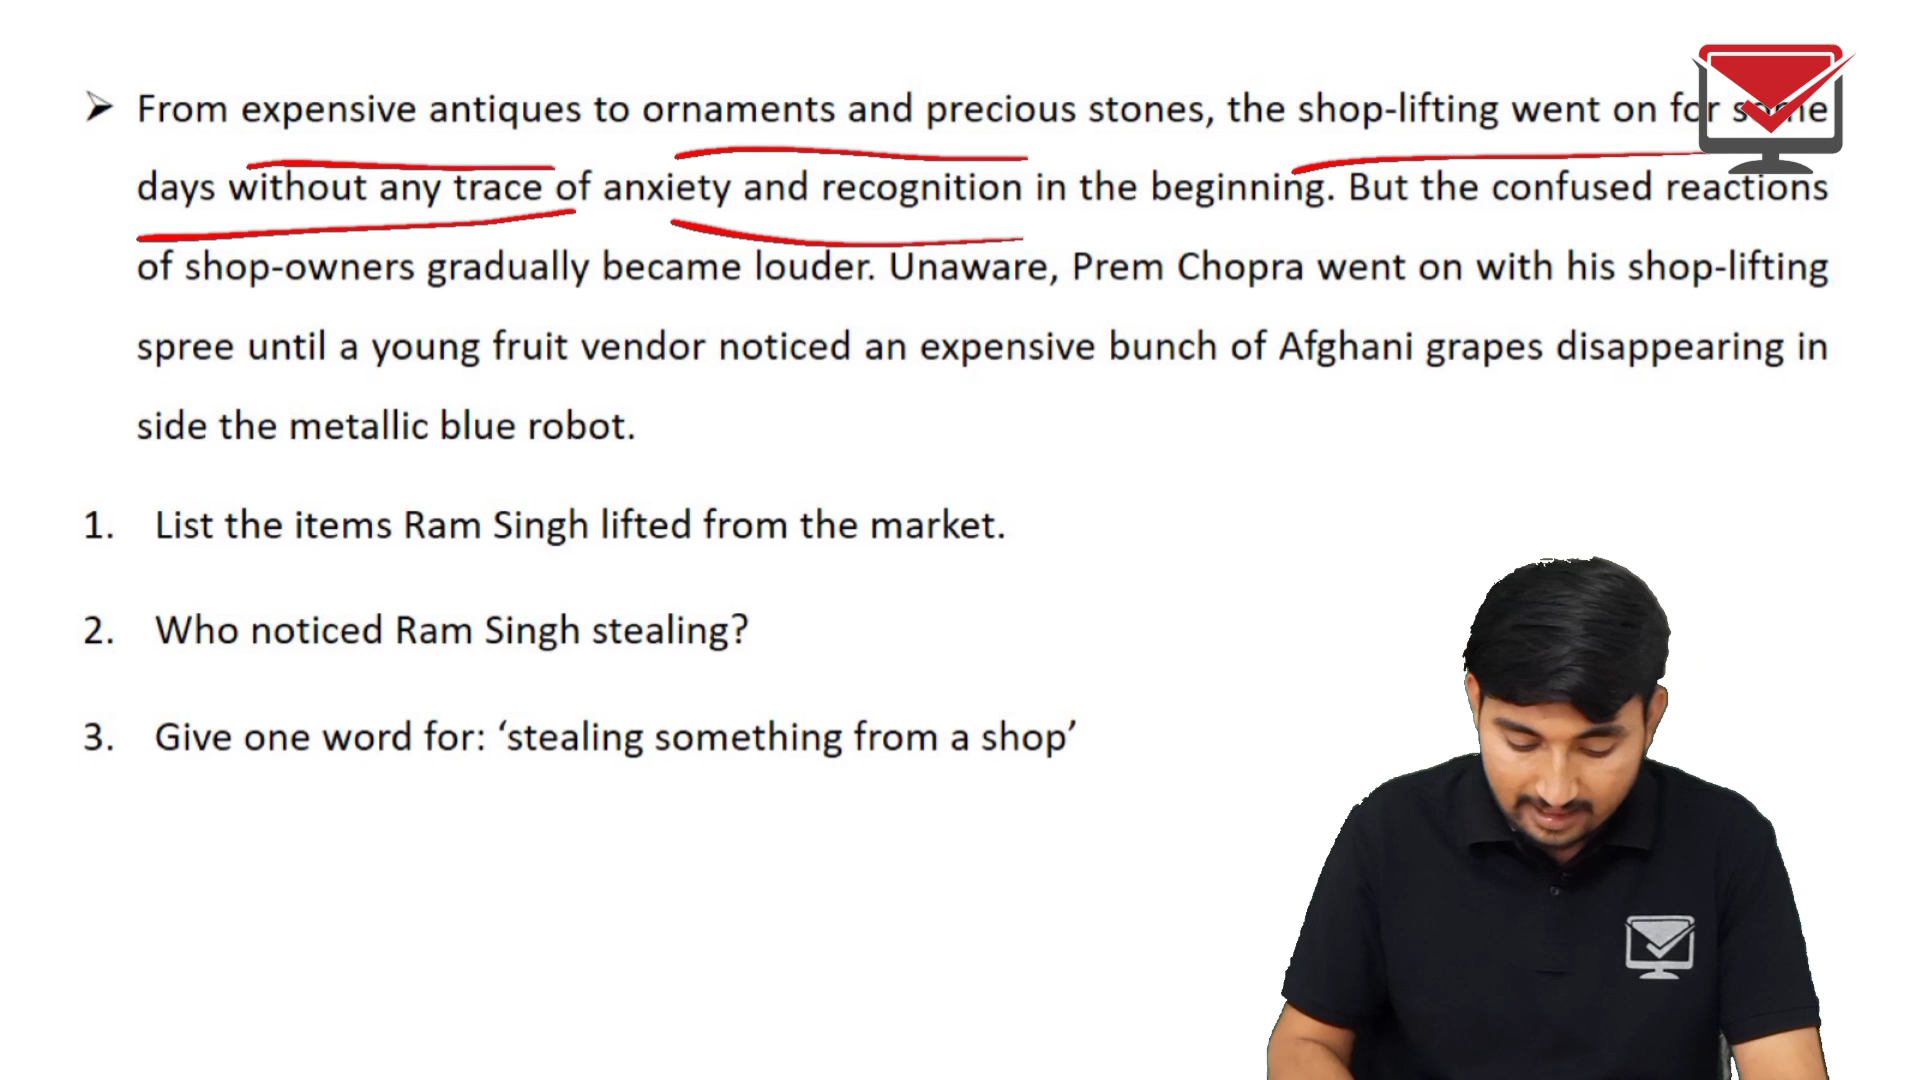 ➢ From expensive antiques to ornaments and precious stones, the shop-lifting went on for some
days without any trace of anxiety and recognition in the beginning. But the confused reactions
of shop-owners gradually became louder. Unaware, Prem Chopra went on with his shop-lifting
spree until a young fruit vendor noticed an expensive bunch of Afghani grapes disappearing in
side the metallic blue robot.
1. List the items Ram Singh lifted from the market.
2. Who noticed Ram Singh stealing?
3. Give one word for: ‘stealing something from a shop’